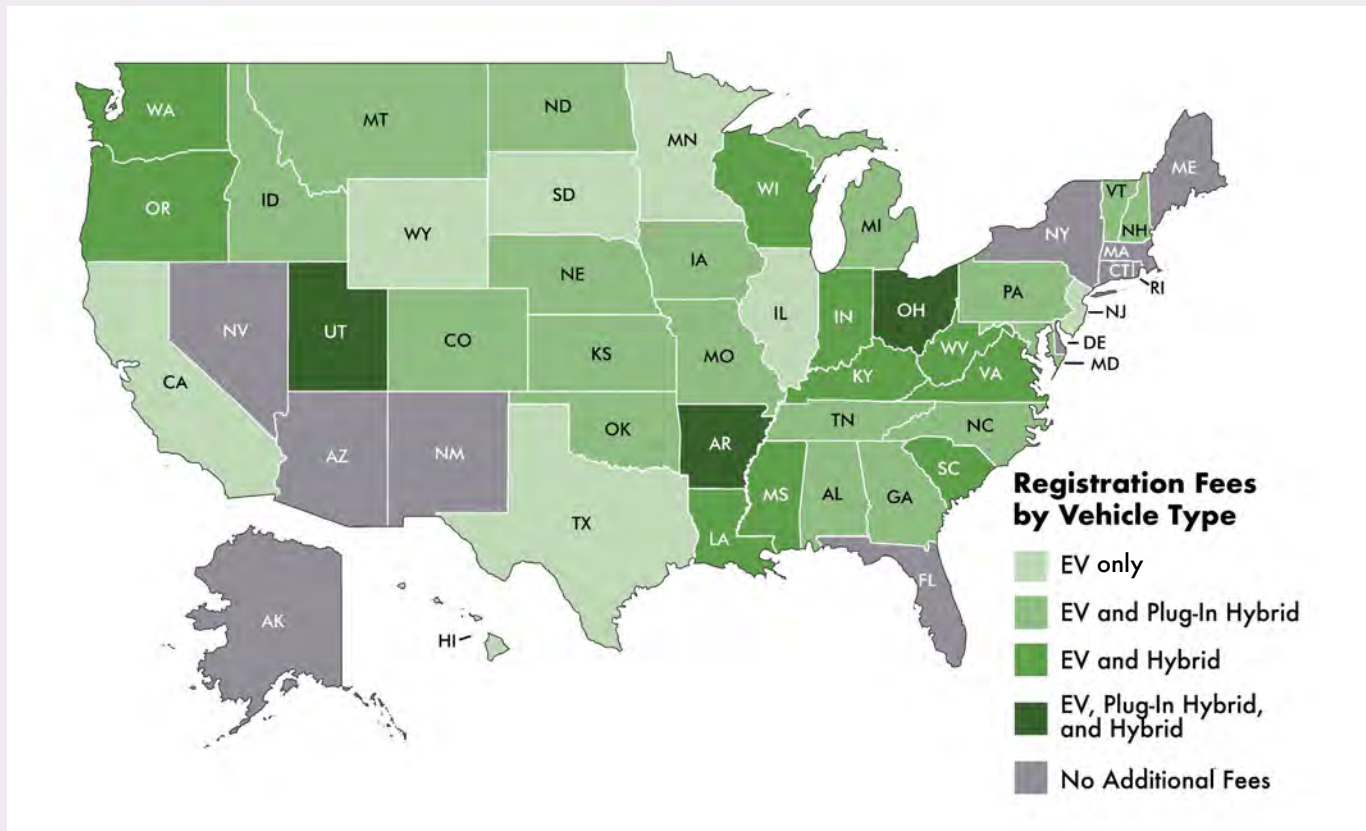 WA
MT
ND
MN
OR
ID
SD
WI
WY
MI
VT
ME
NH
NY
MA
CT
RI
IA
NE
PA
NJ
NV
UT
CO
IL
IN
OH
DE
MD
WV
VA
KS
MO
KY
CA
AZ
NM
OK
TN
NC
AR
SC
MS
AL
GA
TX
LA
FL
AK
HI
Registration Fees
by Vehicle Type
EV only
EV and Plug-In Hybrid
EV and Hybrid
EV, Plug-In Hybrid,
and Hybrid
No Additional Fees